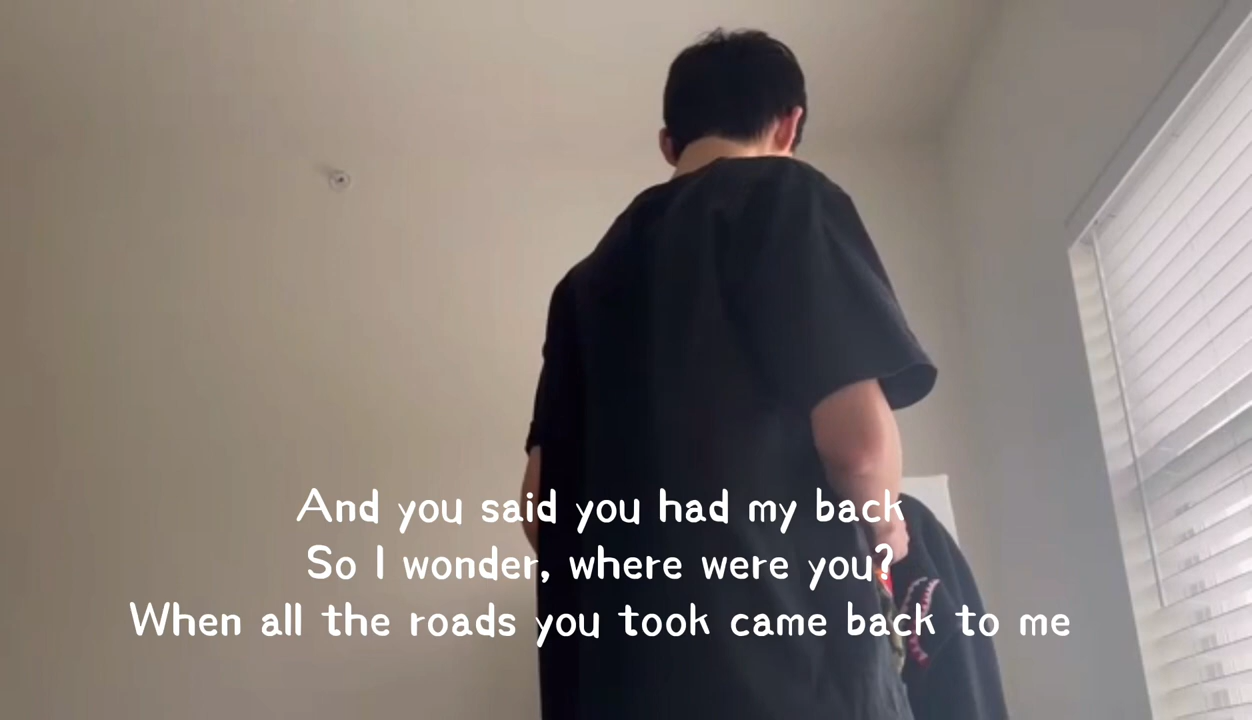 And you said you had my back
So I wonder, where were you?
When all the roads you took came back to me